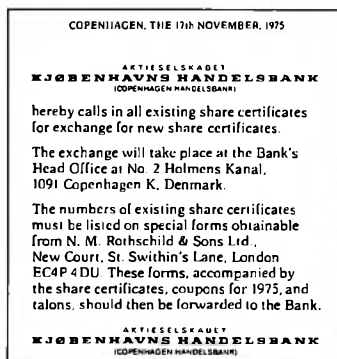 COPENHAGEN, THE 17th NOVEMBER, 1975
AKTIESELSKABET
KJØBENHAVNS HANDELSBANK
(COPENHAGEN HANDELSBANK)
hereby calls in all existing share certificates
for exchange for new share certificates.
The exchange will take place at the Bank's
Head Office at No. 2 Holmens Kanal,
1091 Copenhagen K, Denmark.
The numbers of existing share certificates
must be listed on special forms obtainable
from N. M. Rothschild & Sons Ltd.,
New Court, St. Swithin's Lane, London
EC4P 4DU. These forms, accompanied by
the share certificates, coupons for 1975, and
talons, should then be forwarded to the Bank.
AKTIESELSKABET
KJØBENHAVNS HANDELSBANK
(COPENHAGEN HANDELSBANK)